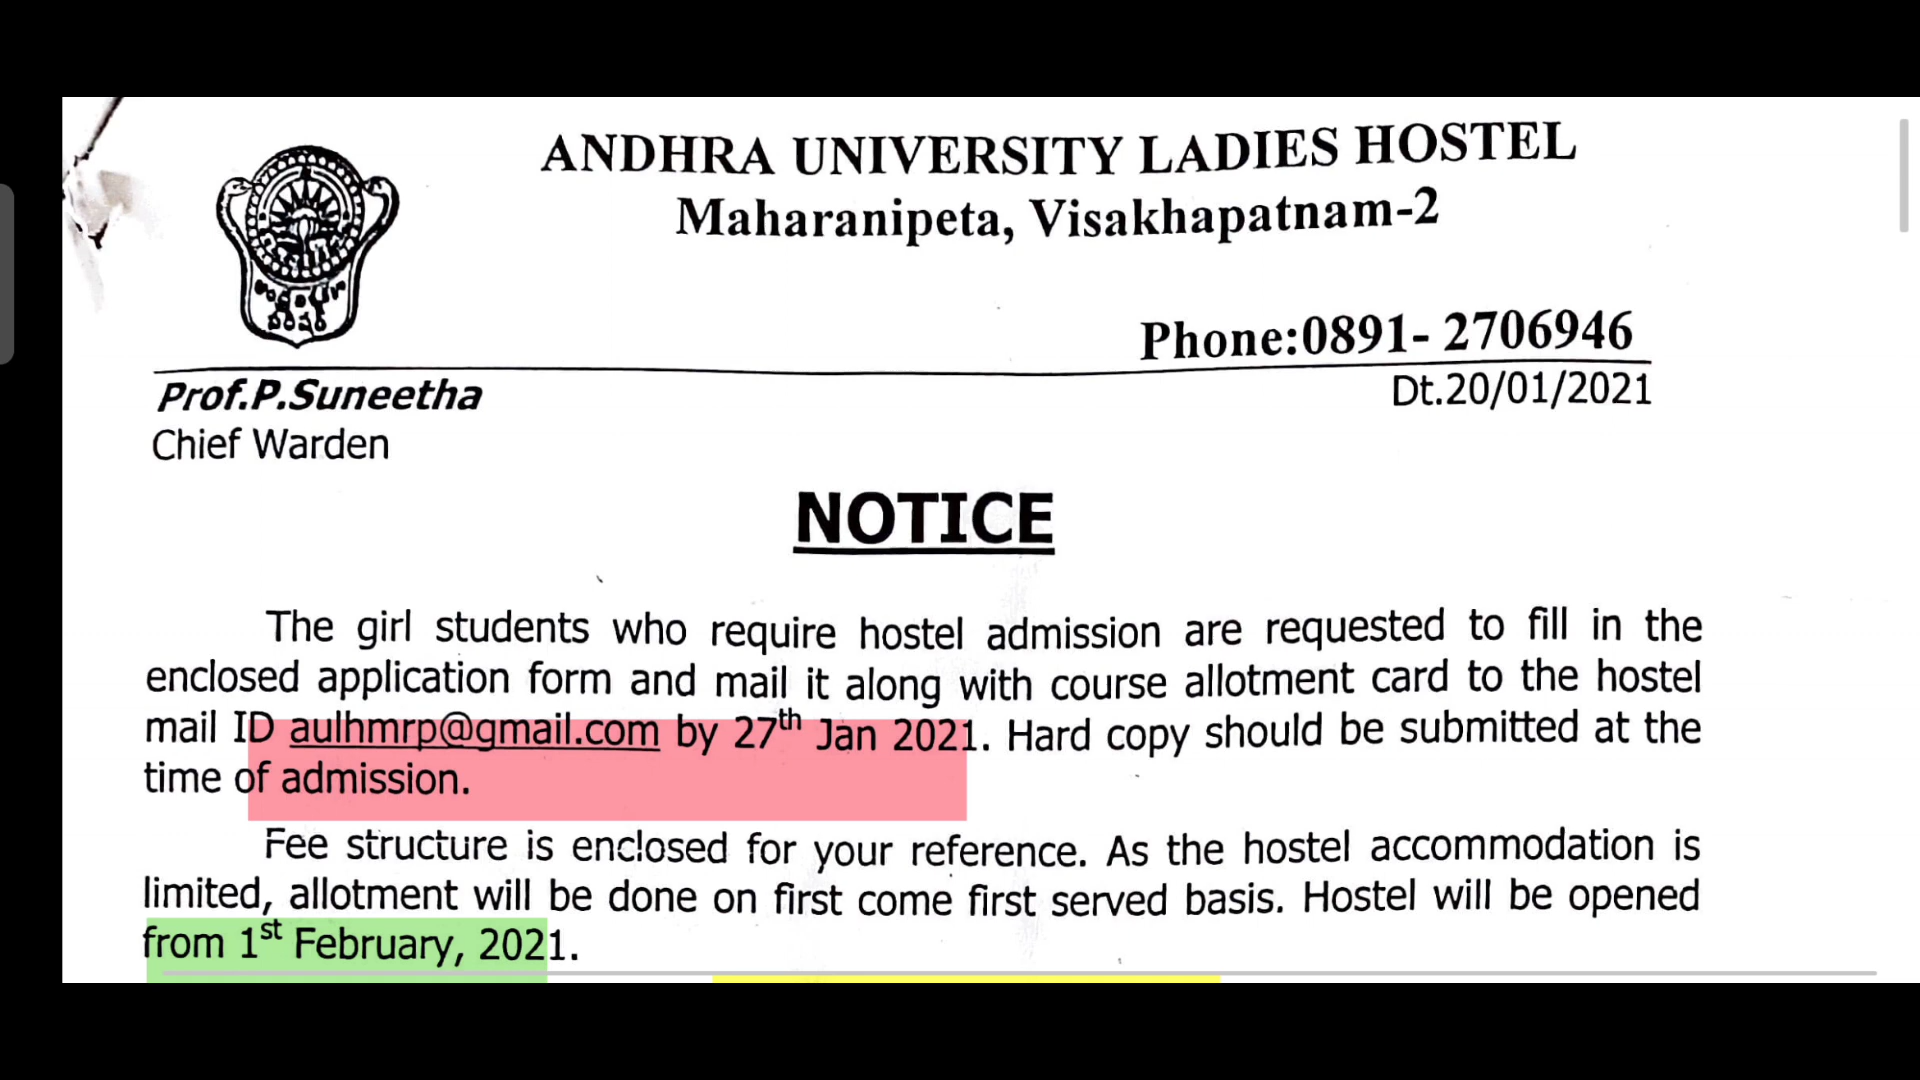 ANDHRA UNIVERSITY LADIES HOSTEL
Maharanipeta, Visakhapatnam-2
Phone:0891- 2706946
Prof.P.Suneetha
Dt.20/01/2021
Chief Warden
NOTICE
The girl students who require hostel admission are requested to fill in the
enclosed application form and mail it along with course allotment card to the hostel
mail ID aulhmrp@gmail.com by 27th Jan 2021. Hard copy should be submitted at the
time of admission.
Fee structure is enclosed for your reference. As the hostel accommodation is
limited, allotment will be done on first come first served basis. Hostel will be opened
from 1st February, 2021.